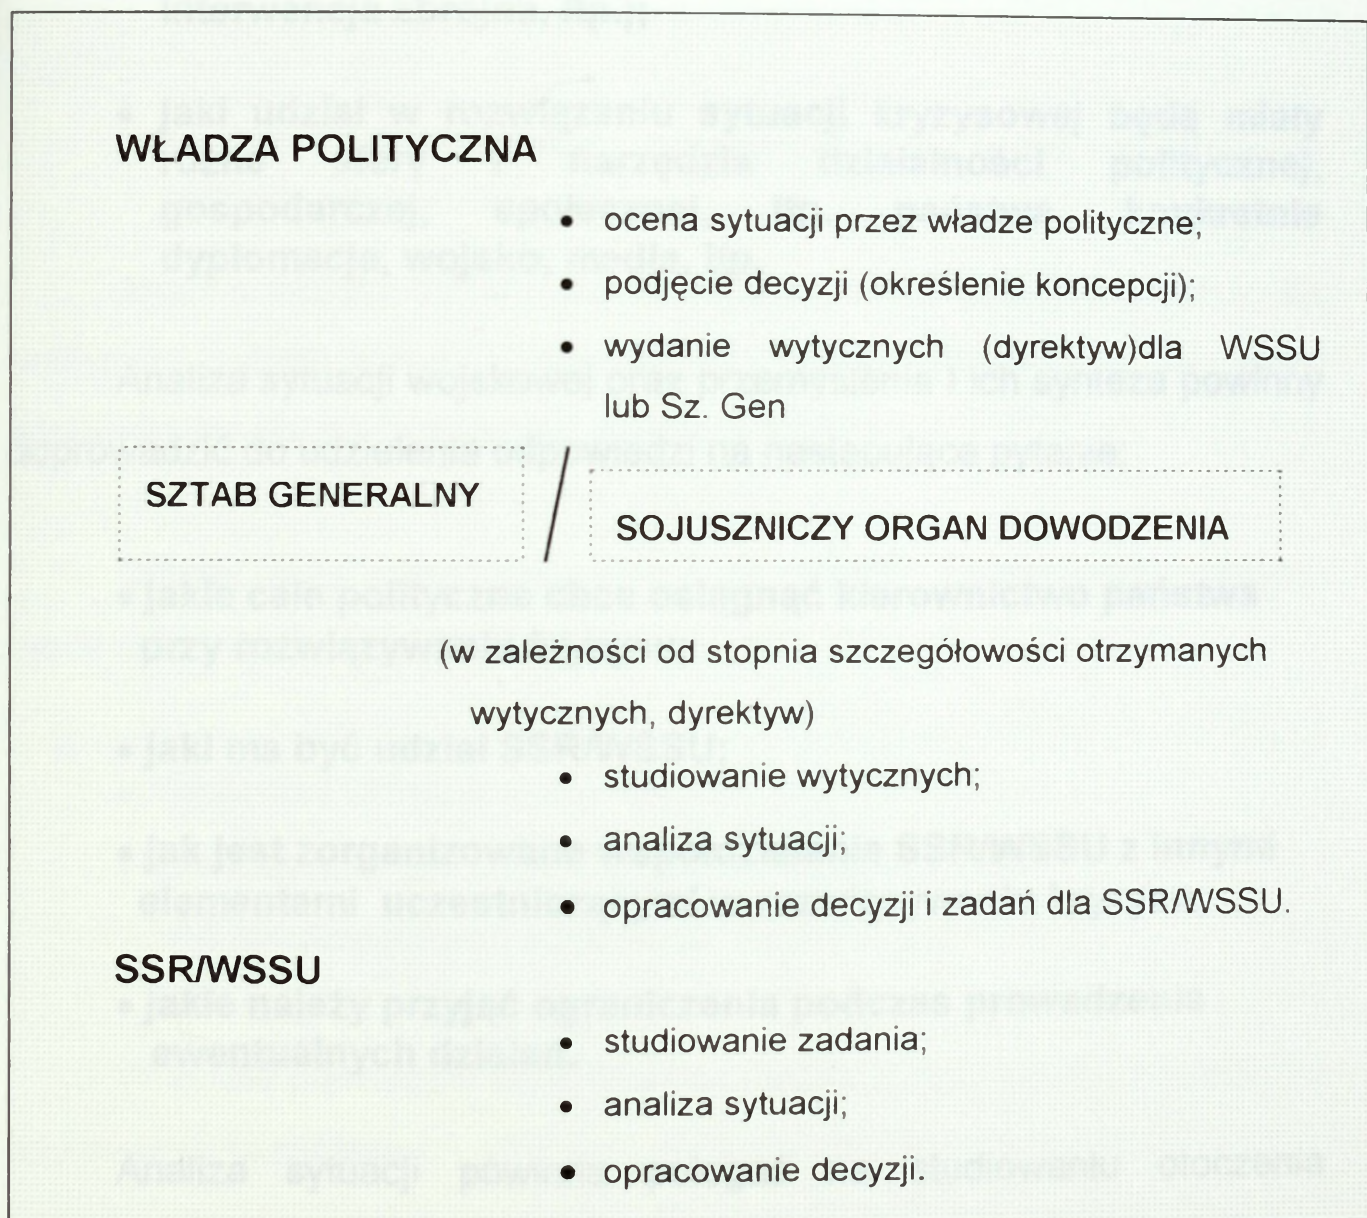 WŁADZA POLITYCZNA
• ocena sytuacji przez władze polityczne;
• podjęcie decyzji (określenie koncepcji);
• wydanie wytycznych (dyrektyw)dla WSSU
lub Sz. Gen
SZTAB GENERALNY /
SOJUSZNICZY ORGAN DOWODZENIA
(w zależności od stopnia szczegółowości otrzymanych
wytycznych, dyrektyw)
• studiowanie wytycznych;
• analiza sytuacji;
• opracowanie decyzji i zadań dla SSR/WSSU.
SSR/WSSU
• studiowanie zadania;
• analiza sytuacji;
• opracowanie decyzji.